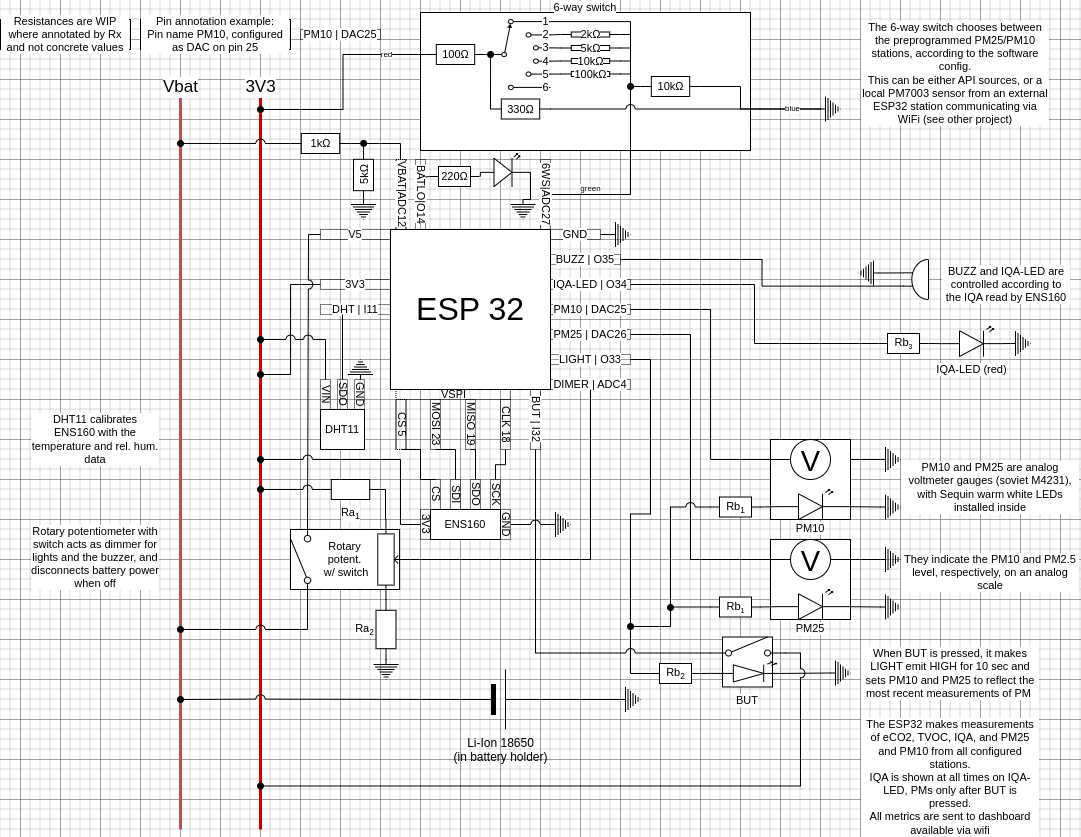 Resistances are WIP
where annotated by Rx
and not concrete values
Pin annotation example:
Pin name PM10, configured
as DAC on pin 25
PM10 | DAC25
6-way switch
red
100Ω
1
2
2kΩ
3
5kΩ
4
10kΩ
5
100kΩ
6
330Ω
10kΩ
blue
green
The 6-way switch chooses between
the preprogrammed PM25/PM10
stations, according to the software
config.
This can be either API sources, or a
local PM7003 sensor from an external
ESP32 station communicating via
WiFi (see other project)
Vbat
3V3
1kΩ
5kΩ
VBAT|ADC12
BATLO|O14
220Ω
6WS|ADC27
V5
3V3
DHT | I11
ESP 32
GND
BUZZ | O35
IQA-LED | O34
PM10 | DAC25
PM25 | DAC26
LIGHT | O33
DIMER | ADC4
VSPI
CS 5
MOSI 23
MISO 19
CLK 18
BUT | I32
BUZZ and IQA-LED are
controlled according to
the IQA read by ENS160
Rb3
IQA-LED (red)
VIN
SDO
GND
DHT11
DHT11 calibrates
ENS160 with the
temperature and rel. hum.
data
CS
SDI
SDO
SCK
3V3
ENS160
GND
Ra1
Rotary
potent.
w/ switch
Ra2
Rotary potentiometer with
switch acts as dimmer for
lights and the buzzer, and
disconnects battery power
when off
V
Rb1
PM10
PM10 and PM25 are analog
voltmeter gauges (soviet M4231),
with Sequin warm white LEDs
installed inside
V
Rb1
PM25
They indicate the PM10 and PM2.5
level, respectively, on an analog
scale
Rb2
BUT
When BUT is pressed, it makes
LIGHT emit HIGH for 10 sec and
sets PM10 and PM25 to reflect the
most recent measurements of PM
Li-Ion 18650
(in battery holder)
The ESP32 makes measurements
of eCO2, TVOC, IQA, and PM25
and PM10 from all configured
stations.
IQA is shown at all times on IQA-
LED, PMs only after BUT is
pressed.
All metrics are sent to dashboard
available via wifi